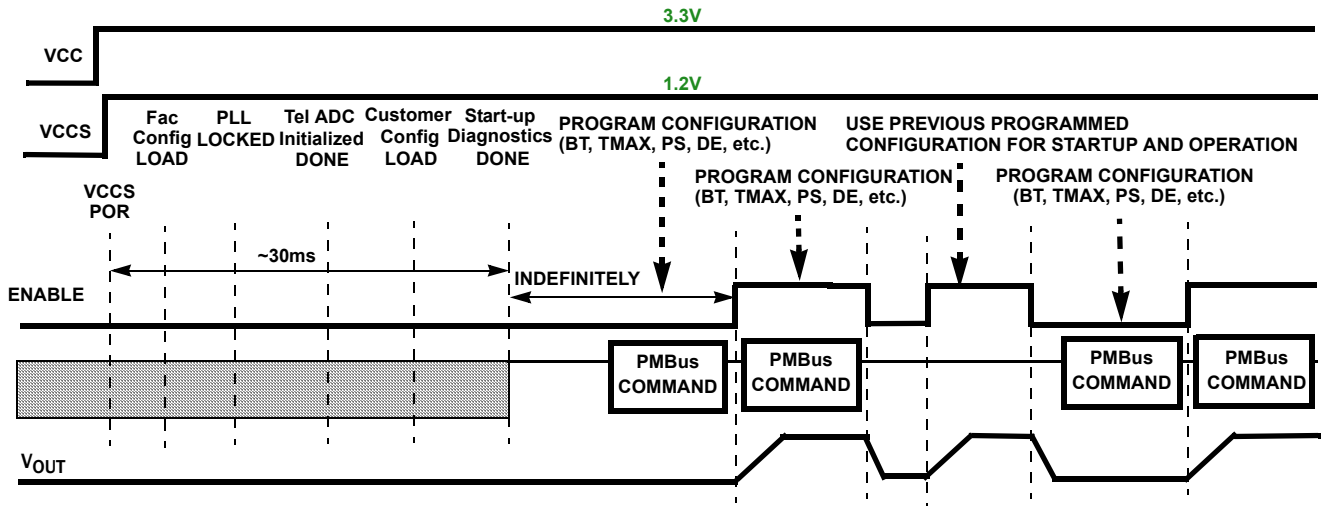 3.3V
VCC
1.2V
VCCS
Fac
Config
LOAD
PLL
LOCKED
Tel ADC
Initialized
DONE
Customer
Config
LOAD
Start-up
Diagnostics
DONE
PROGRAM CONFIGURATION
(BT, TMAX, PS, DE, etc.)
USE PREVIOUS PROGRAMMED
CONFIGURATION FOR STARTUP AND OPERATION
PROGRAM CONFIGURATION
(BT, TMAX, PS, DE, etc.)
PROGRAM CONFIGURATION
(BT, TMAX, PS, DE, etc.)
VCCS
POR
~30ms
INDEFINITELY
ENABLE
PMBus
COMMAND
PMBus
COMMAND
PMBus
COMMAND
PMBus
COMMAND
VOUT